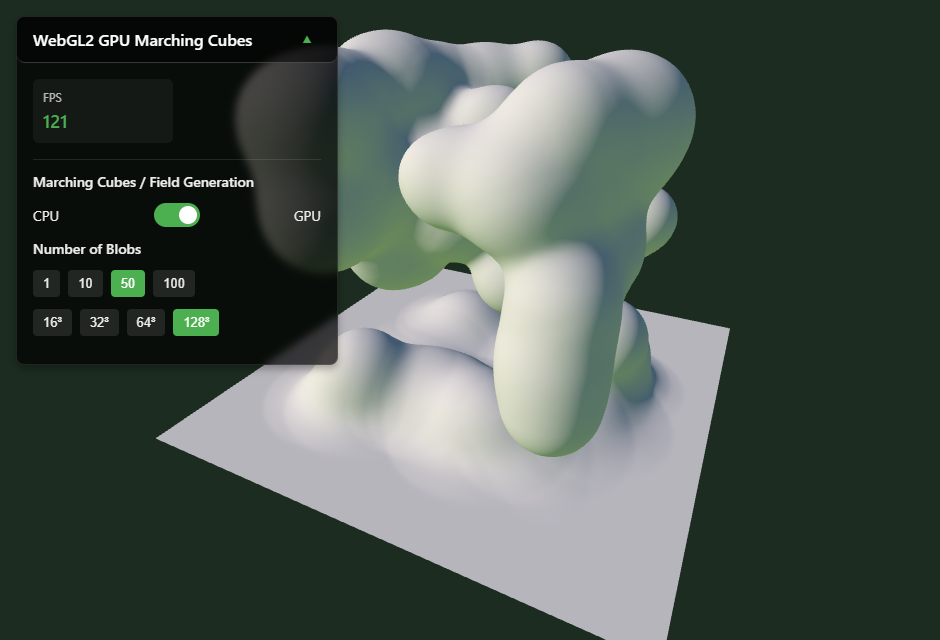 WebGL2 GPU Marching Cubes ▲
FPS
121
Marching Cubes / Field Generation
CPU GPU
Number of Blobs
1 10 50 100
16³ 32³ 64³ 128³